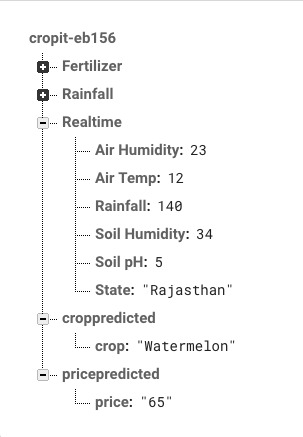 cropit-eb156
Fertilizer
Rainfall
Realtime
Air Humidity: 23
Air Temp: 12
Rainfall: 140
Soil Humidity: 34
Soil pH: 5
State: "Rajasthan"
croppredicted
crop: "Watermelon"
pricepredicted
price: "65"